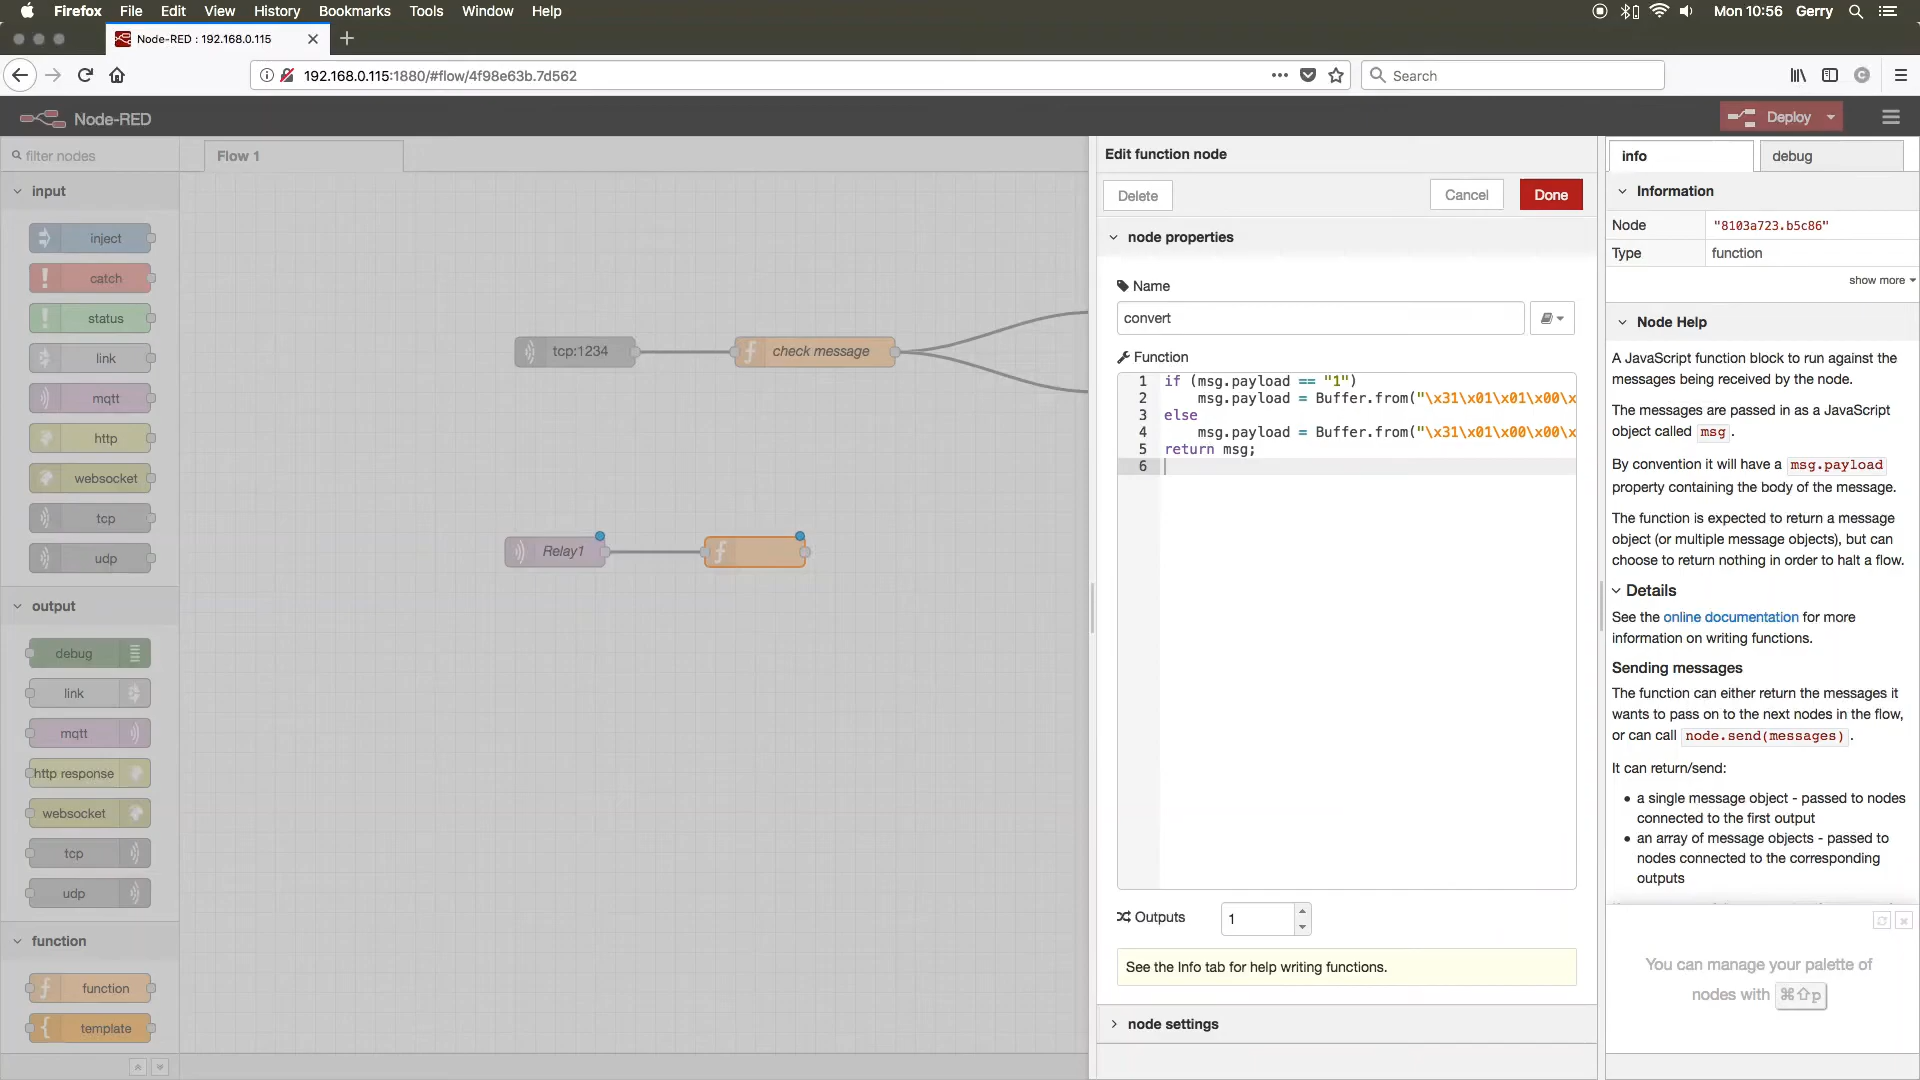 Firefox File Edit View History Bookmarks Tools Window Help Mon 10:56 Gerry
Node-RED : 192.168.0.115
192.168.0.115:1880/#flow/4f98e63b.7d562 Search
Node-RED Deploy
filter nodes
input
inject
catch
status
link
mqtt
http
websocket
tcp
udp
output
debug
link
mqtt
http response
websocket
tcp
udp
function
function
template
Flow 1
tcp:1234
check message
Relay1
Edit function node
Delete Cancel Done
node properties
Name
convert
Function
1 if (msg.payload == "1")
2 msg.payload = Buffer.from("\x31\x01\x01\x00\x
3 else
4 msg.payload = Buffer.from("\x31\x01\x00\x00\x
5 return msg;
6
Outputs 1
See the Info tab for help writing functions.
node settings
info debug
Information
Node "8103a723.b5c86"
Type function
show more
Node Help
A JavaScript function block to run against the
messages being received by the node.
The messages are passed in as a JavaScript
object called msg .
By convention it will have a msg.payload
property containing the body of the message.
The function is expected to return a message
object (or multiple message objects), but can
choose to return nothing in order to halt a flow.
Details
See the online documentation for more
information on writing functions.
Sending messages
The function can either return the messages it
wants to pass on to the next nodes in the flow,
or can call node.send(messages) .
It can return/send:
• a single message object - passed to nodes
connected to the first output
• an array of message objects - passed to
nodes connected to the corresponding
outputs
You can manage your palette of
nodes with ⌘⇧p